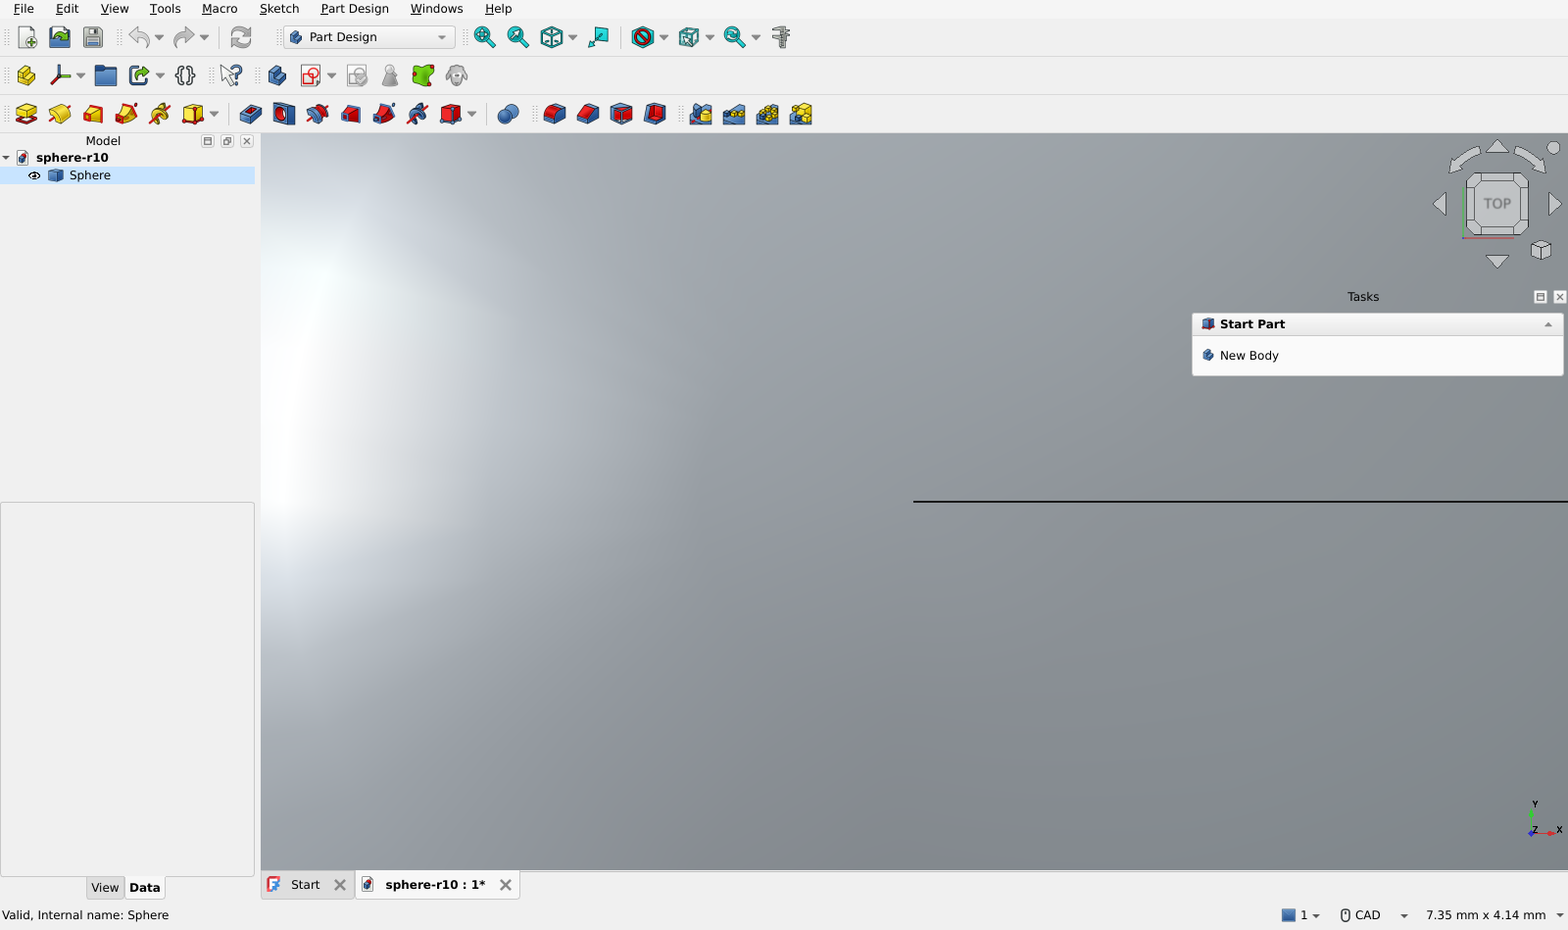 File Edit View Tools Macro Sketch Part Design Windows Help
Part Design
Model
sphere-r10
Sphere
TOP
Tasks
Start Part
New Body
Y
Z X
View Data
Start sphere-r10 : 1*
Valid, Internal name: Sphere
1 CAD 7.35 mm x 4.14 mm